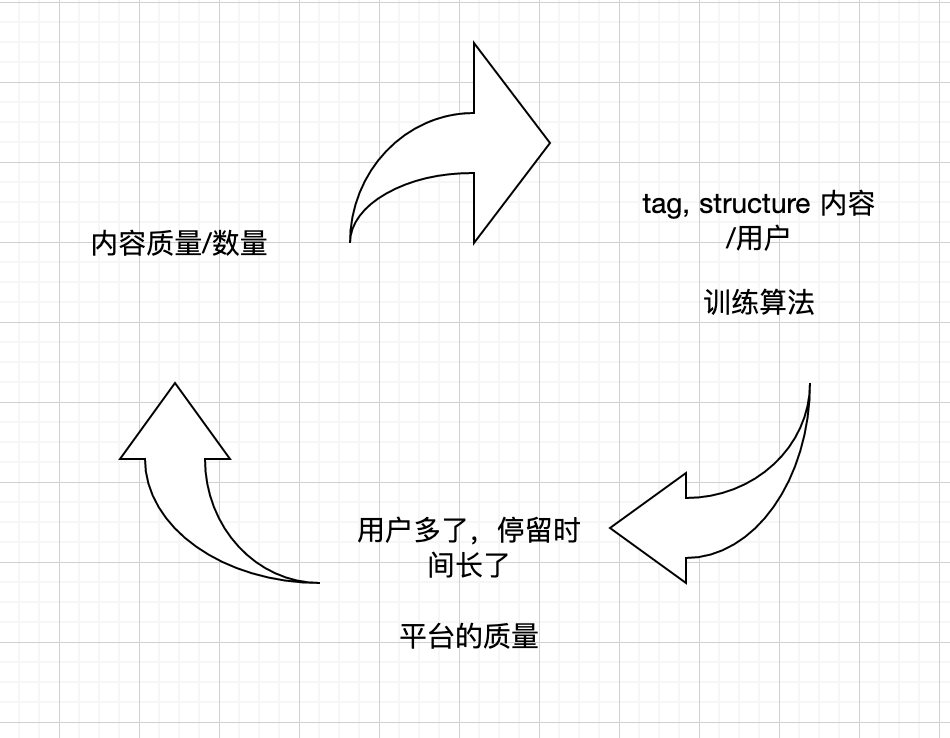 内容质量/数量
tag, structure 内容
/用户
训练算法
用户多了，停留时
间长了
平台的质量